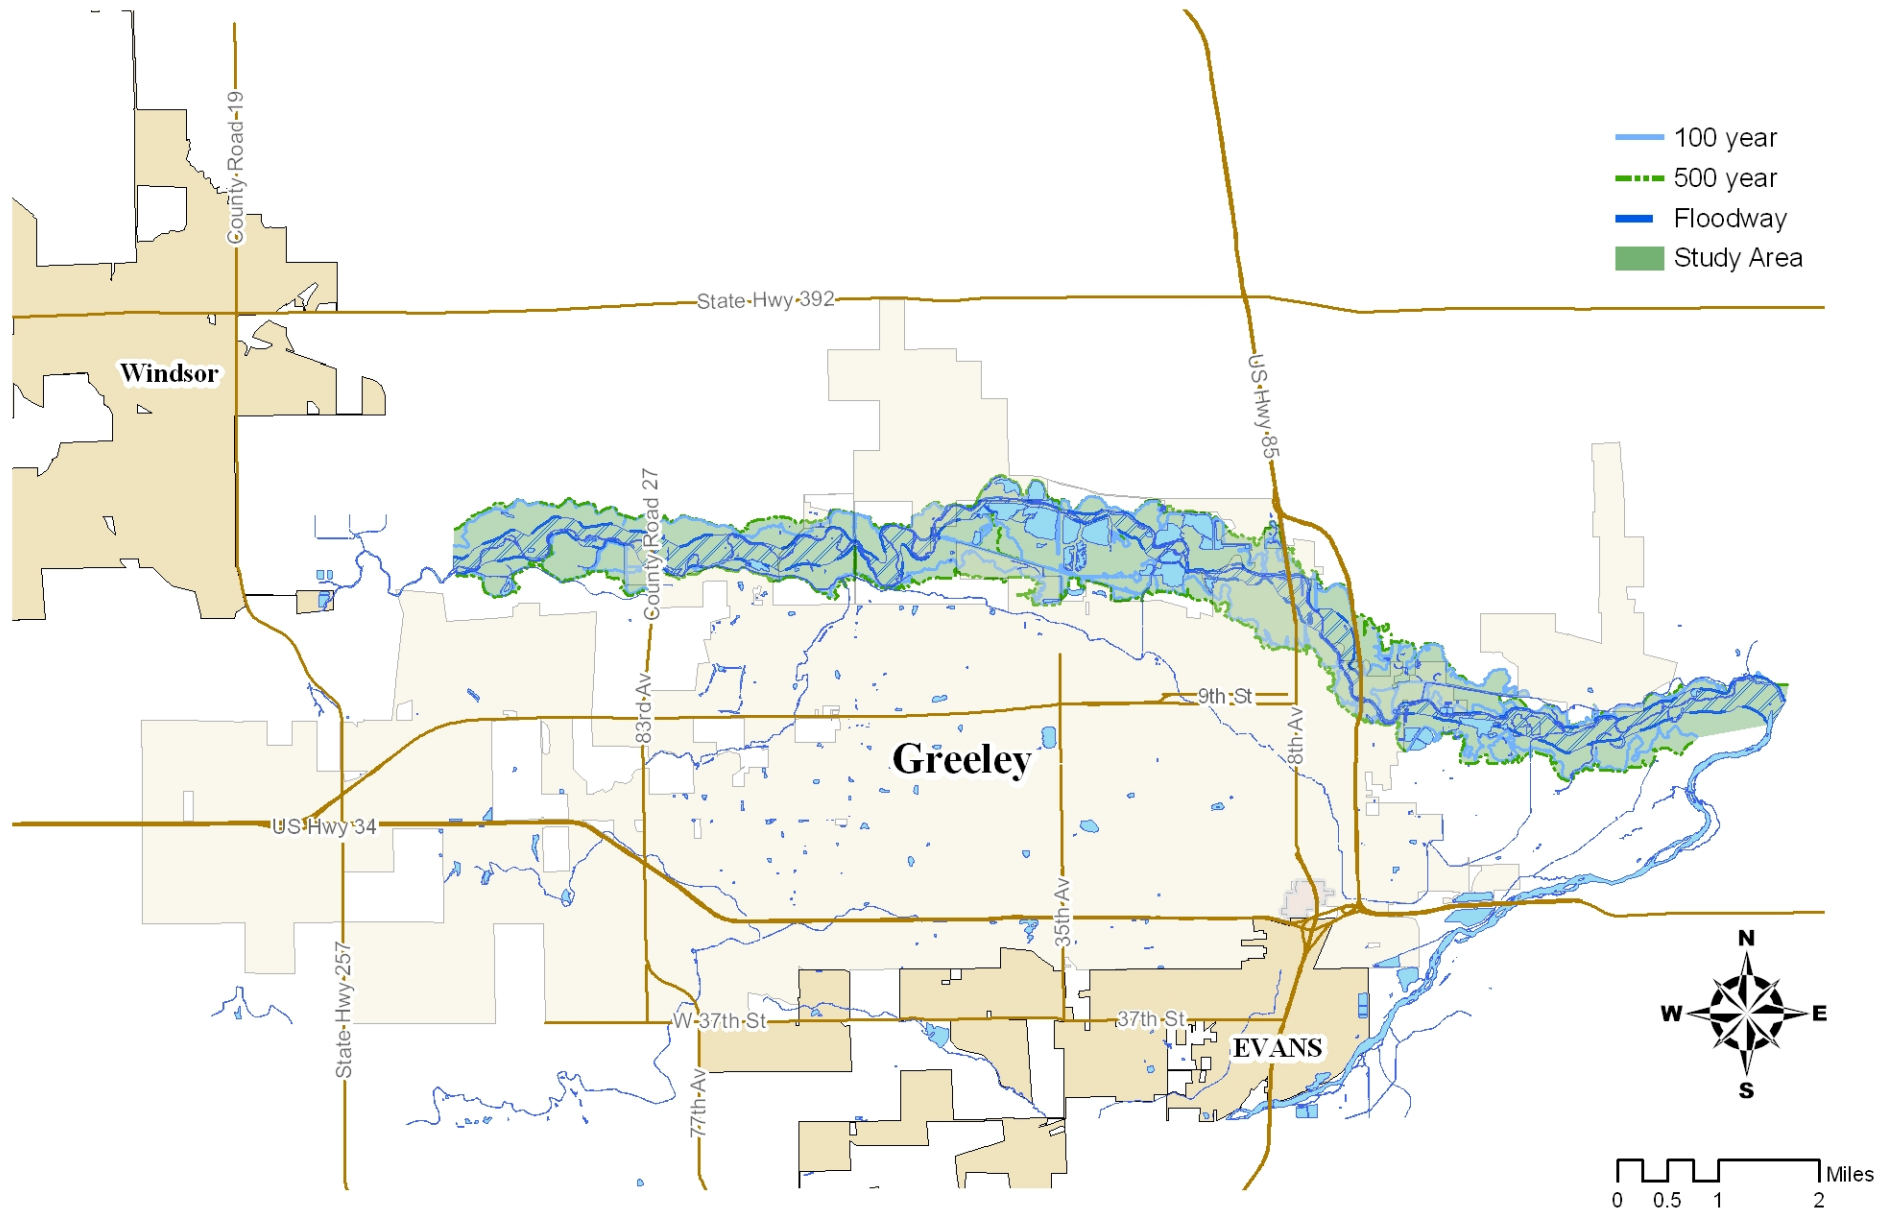 County Road 19
100 year
500 year
Floodway
Study Area
State Hwy 392
Windsor
US Hwy 85
County Road 27
9th St
83rd Av
8th Av
Greeley
US Hwy 34
35th Av
State Hwy 257
N
W
E
S
W 37th St
37th St
EVANS
77th Av
Miles
0 0.5 1 2